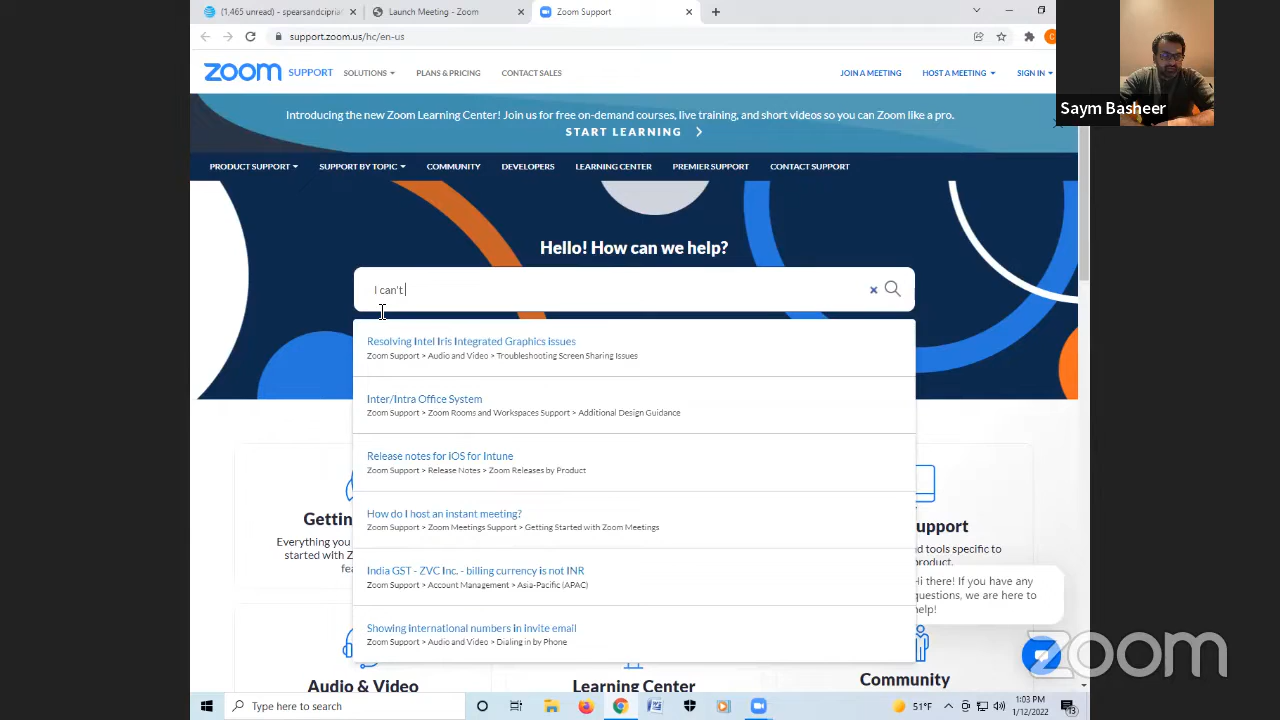 (1,465 unread) - spearsandcipria
Launch Meeting - Zoom
Zoom Support
support.zoom.us/hc/en-us
zoom SUPPORT SOLUTIONS PLANS & PRICING CONTACT SALES JOIN A MEETING HOST A MEETING SIGN IN
Saym Basheer
Introducing the new Zoom Learning Center! Join us for free on-demand courses, live training, and short videos so you can Zoom like a pro.
START LEARNING
PRODUCT SUPPORT SUPPORT BY TOPIC COMMUNITY DEVELOPERS LEARNING CENTER PREMIER SUPPORT CONTACT SUPPORT
Hello! How can we help?
I can't
Resolving Intel Iris Integrated Graphics issues
Zoom Support > Audio and Video > Troubleshooting Screen Sharing Issues
Inter/Intra Office System
Zoom Support > Zoom Rooms and Workspaces Support > Additional Design Guidance
Release notes for iOS for Intune
Zoom Support > Release Notes > Zoom Releases by Product
How do I host an instant meeting?
Zoom Support > Zoom Meetings Support > Getting Started with Zoom Meetings
India GST - ZVC Inc. - billing currency is not INR
Zoom Support > Account Management > Asia-Pacific (APAC)
Showing international numbers in invite email
Zoom Support > Audio and Video > Dialing in by Phone
Gettin
Everything you
started with Z
fea
upport
ed tools specific to
product.
Hi there! If you have any
questions, we are here to
help!
Audio & Video
Learning Center
Community
zoom
Type here to search
51°F
1:03 PM
1/12/2022
13